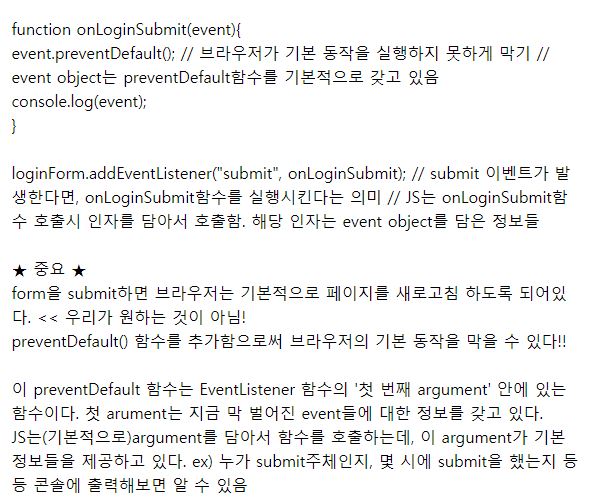 function onLoginSubmit(event){
event.preventDefault(); // 브라우저가 기본 동작을 실행하지 못하게 막기 //
event object는 preventDefault함수를 기본적으로 갖고 있음
console.log(event);
}
loginForm.addEventListener("submit", onLoginSubmit); // submit 이벤트가 발
생한다면, onLoginSubmit함수를 실행시킨다는 의미 // JS는 onLoginSubmit함
수 호출시 인자를 담아서 호출함. 해당 인자는 event object를 담은 정보들
★ 중요 ★
form을 submit하면 브라우저는 기본적으로 페이지를 새로고침 하도록 되어있
다. << 우리가 원하는 것이 아님!
preventDefault() 함수를 추가함으로써 브라우저의 기본 동작을 막을 수 있다!!
이 preventDefault 함수는 EventListener 함수의 '첫 번째 argument' 안에 있는
함수이다. 첫 arument는 지금 막 벌어진 event들에 대한 정보를 갖고 있다.
JS는(기본적으로)argument를 담아서 함수를 호출하는데, 이 argument가 기본
정보들을 제공하고 있다. ex) 누가 submit주체인지, 몇 시에 submit을 했는지 등
등 콘솔에 출력해보면 알 수 있음